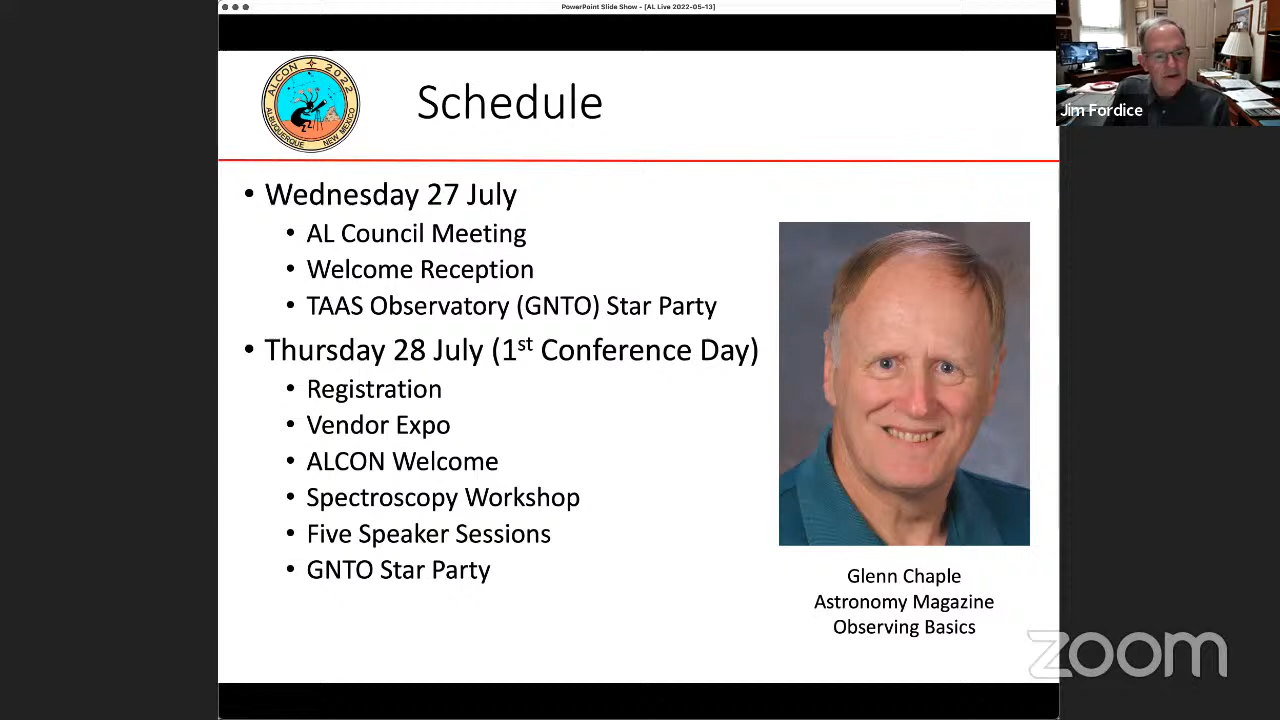 PowerPoint Slide Show - [AL Live 2022-05-13]
ALCON 2022
ALBUQUERQUE NEW MEXICO
Schedule
Jim Fordice
• Wednesday 27 July
• AL Council Meeting
• Welcome Reception
• TAAS Observatory (GNTO) Star Party
• Thursday 28 July (1st Conference Day)
• Registration
• Vendor Expo
• ALCON Welcome
• Spectroscopy Workshop
• Five Speaker Sessions
• GNTO Star Party
Glenn Chaple
Astronomy Magazine
Observing Basics
zoom